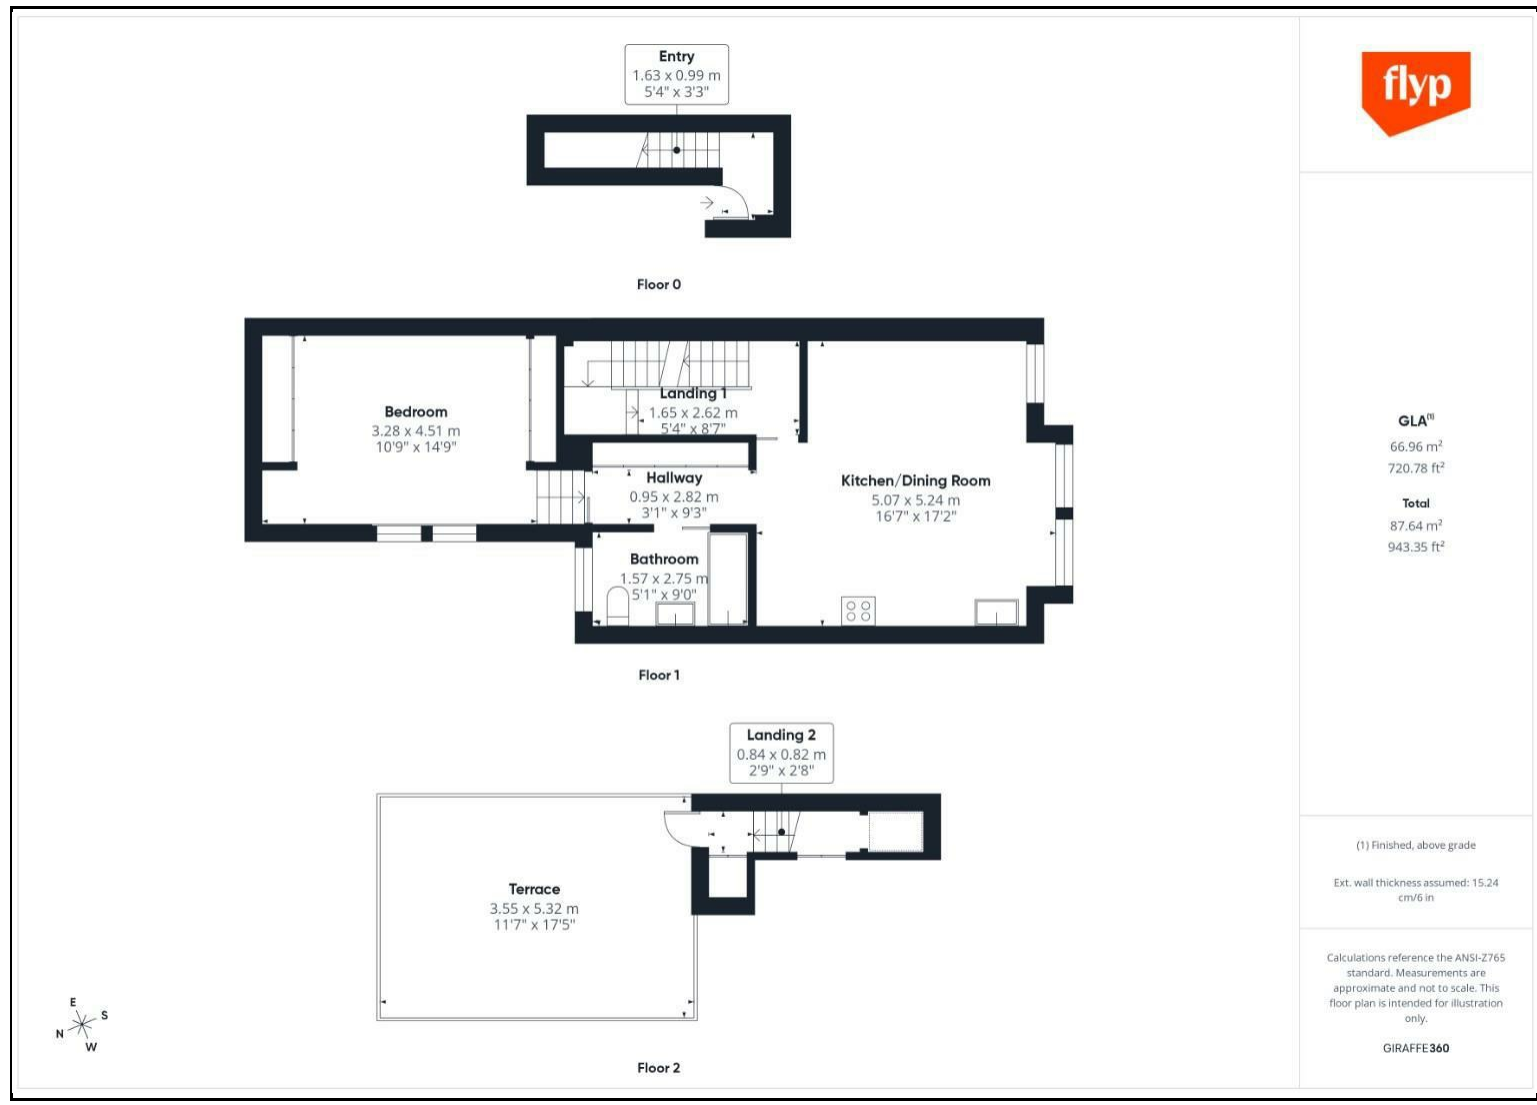 Entry
1.63 x 0.99 m
5'4" x 3'3"
Floor 0
Bedroom
3.28 x 4.51 m
10'9" x 14'9"
Landing 1
1.65 x 2.62 m
5'4" x 8'7"
Hallway
0.95 x 2.82 m
3'1" x 9'3"
Kitchen/Dining Room
5.07 x 5.24 m
16'7" x 17'2"
Bathroom
1.57 x 2.75 m
5'1" x 9'0"
Floor 1
Landing 2
0.84 x 0.82 m
2'9" x 2'8"
Terrace
3.55 x 5.32 m
11'7" x 17'5"
Floor 2
E
S
N
W
flyp
GLA⁽¹⁾
66.96 m²
720.78 ft²
Total
87.64 m²
943.35 ft²
(1) Finished, above grade
Ext. wall thickness assumed: 15.24
cm/6 in
Calculations reference the ANSI-Z765
standard. Measurements are
approximate and not to scale. This
floor plan is intended for illustration
only.
GIRAFFE360